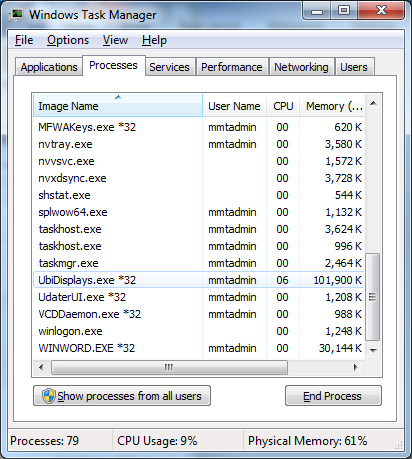 Windows Task Manager
File Options View Help
Applications Processes Services Performance Networking Users
Image Name User Name CPU Memory (...
MFWAKeys.exe *32 mmtadmin 00 620 K
nvtray.exe mmtadmin 00 3,580 K
nvvsvc.exe 00 1,572 K
nvxdsync.exe 00 3,728 K
shstat.exe 00 544 K
splwow64.exe mmtadmin 00 1,132 K
taskhost.exe mmtadmin 00 3,624 K
taskhost.exe mmtadmin 00 996 K
taskmgr.exe mmtadmin 00 2,464 K
UbiDisplays.exe *32 mmtadmin 06 101,900 K
UdaterUI.exe *32 mmtadmin 00 1,208 K
VCDDaemon.exe *32 mmtadmin 00 988 K
winlogon.exe 00 1,248 K
WINWORD.EXE *32 mmtadmin 00 30,144 K
Show processes from all users End Process
Processes: 79 CPU Usage: 9% Physical Memory: 61%